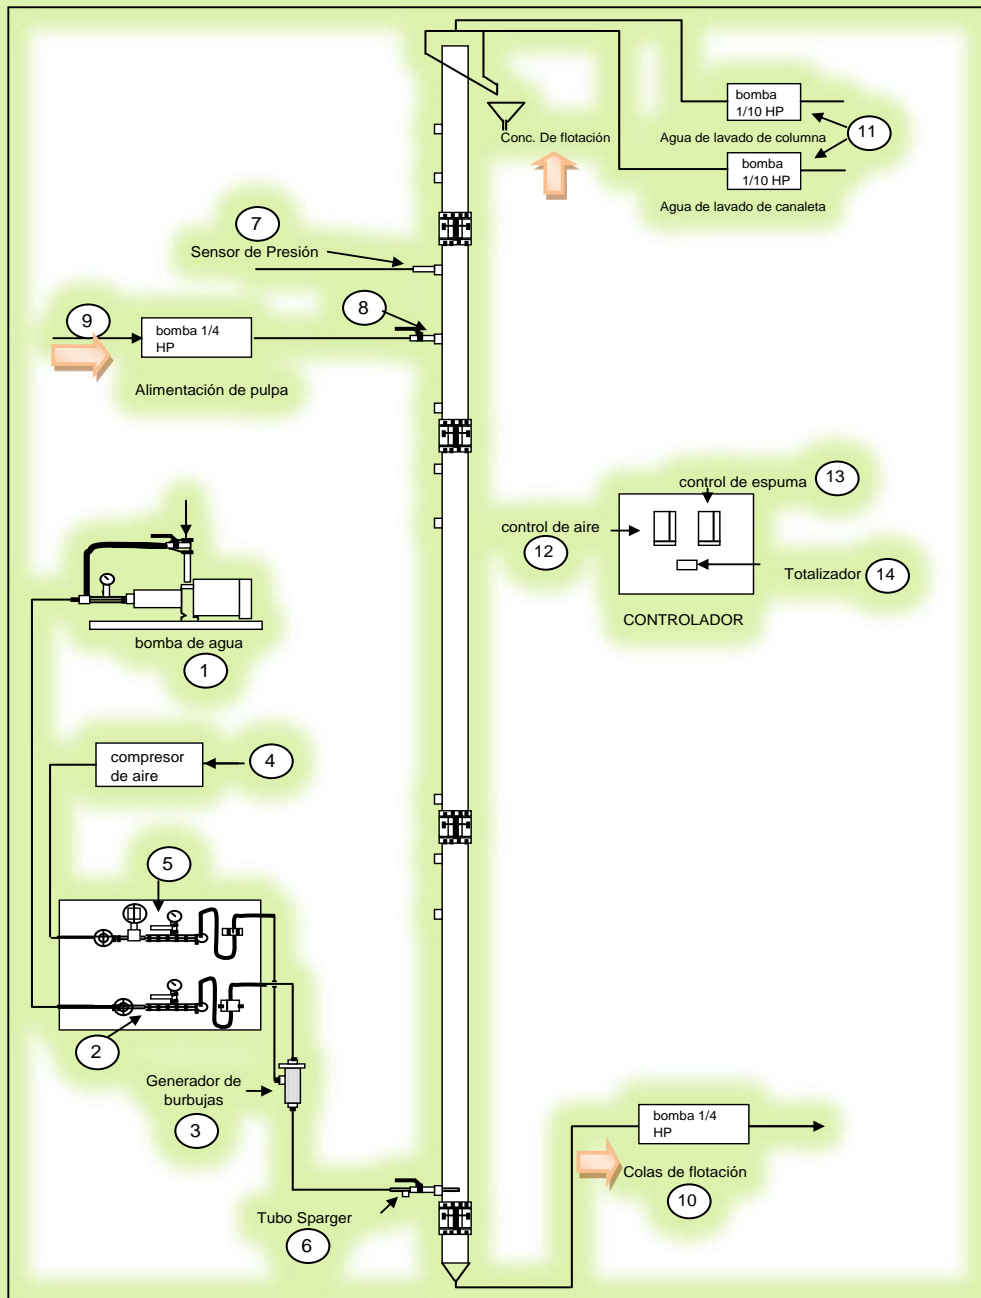 bomba
1/10 HP
Agua de lavado de columna
11
bomba
1/10 HP
Agua de lavado de canaleta
Conc. De flotación
7
Sensor de Presión
8
9
bomba 1/4
HP
Alimentación de pulpa
13
control de espuma
control de aire
12
Totalizador
14
CONTROLADOR
bomba de agua
1
compresor
de aire
4
5
2
Generador de
burbujas
3
bomba 1/4
HP
Colas de flotación
10
Tubo Sparger
6